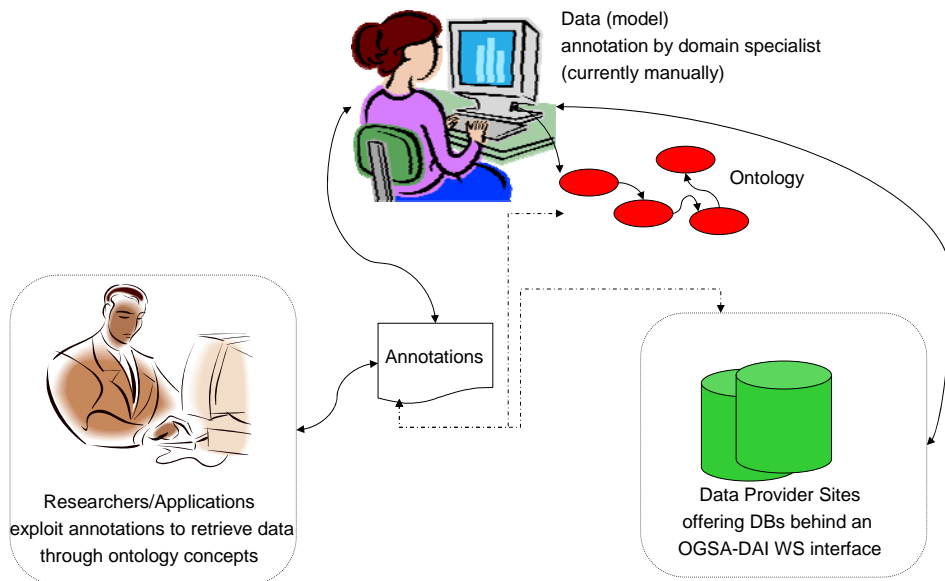 Data (model)
annotation by domain specialist
(currently manually)
Ontology
Annotations
Researchers/Applications
exploit annotations to retrieve data
through ontology concepts
Data Provider Sites
offering DBs behind an
OGSA-DAI WS interface